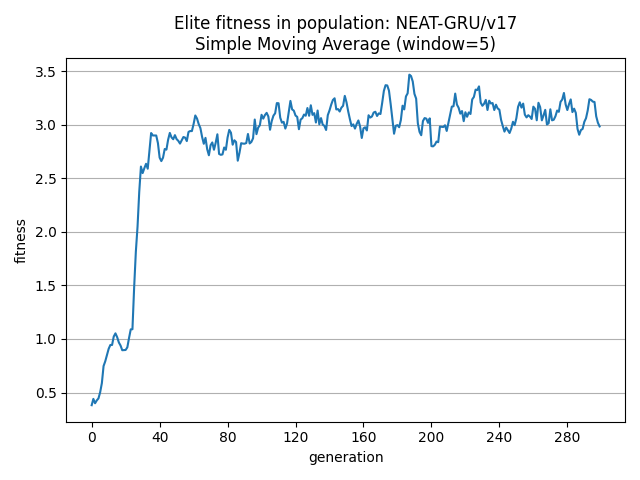 Elite fitness in population: NEAT-GRU/v17
Simple Moving Average (window=5)
3.5
3.0
2.5
2.0
1.5
1.0
0.5
fitness
0 40 80 120 160 200 240 280
generation